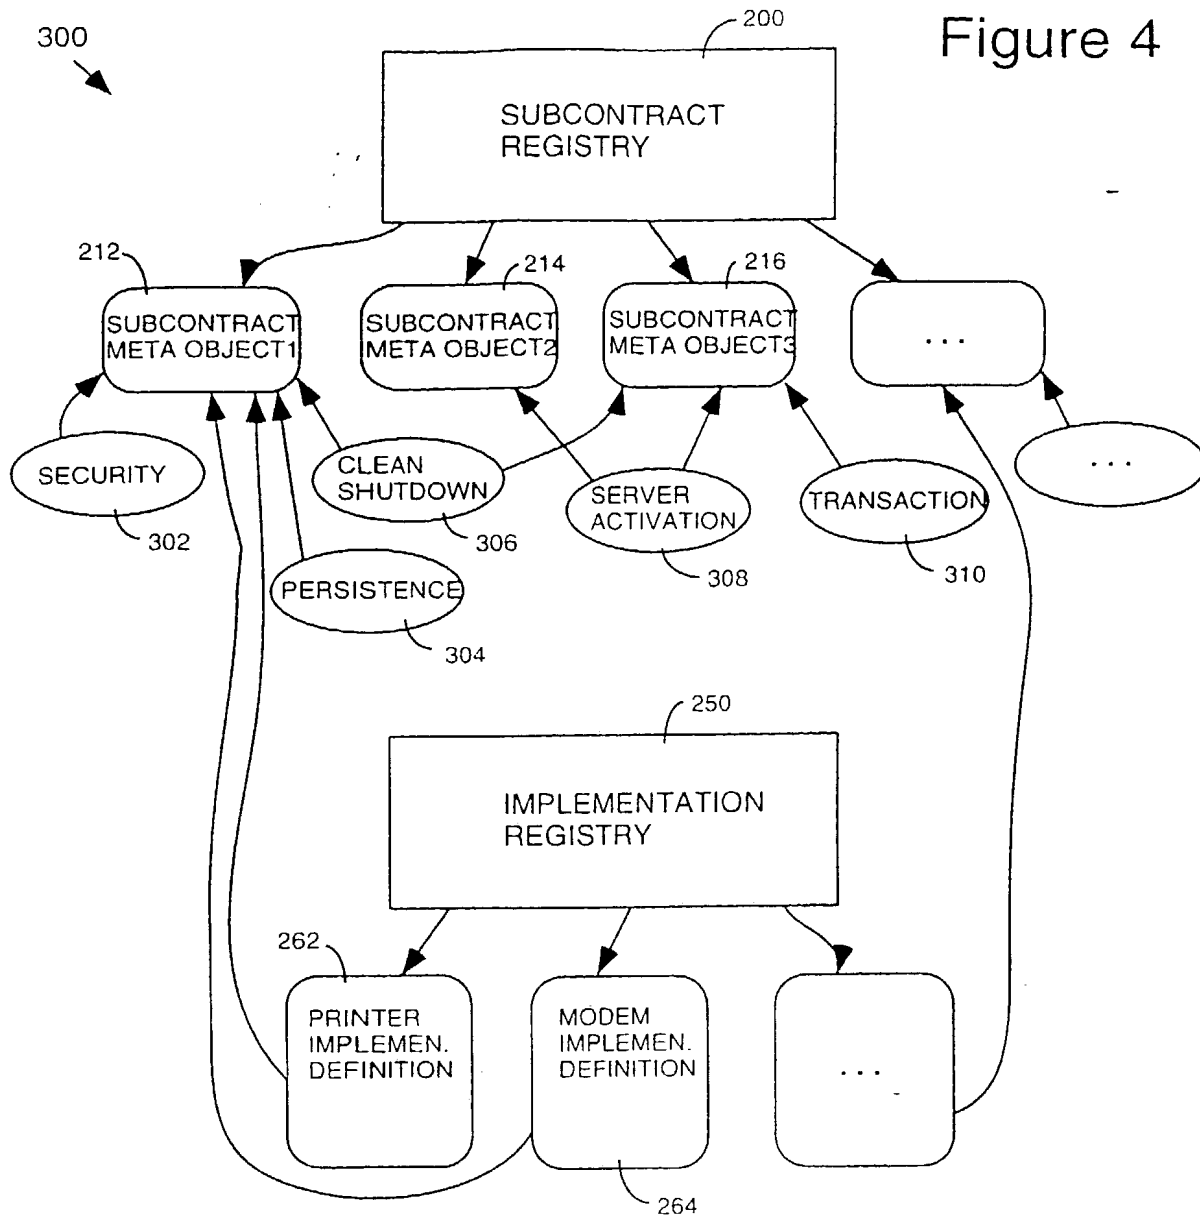 Figure 4
300
200
SUBCONTRACT
REGISTRY
212
214
216
SUBCONTRACT
META OBJECT1
SUBCONTRACT
META OBJECT2
SUBCONTRACT
META OBJECT3
. . .
SECURITY
302
CLEAN
SHUTDOWN
306
SERVER
ACTIVATION
308
TRANSACTION
310
. . .
PERSISTENCE
304
250
IMPLEMENTATION
REGISTRY
262
PRINTER
IMPLEMEN.
DEFINITION
MODEM
IMPLEMEN.
DEFINITION
264
. . .